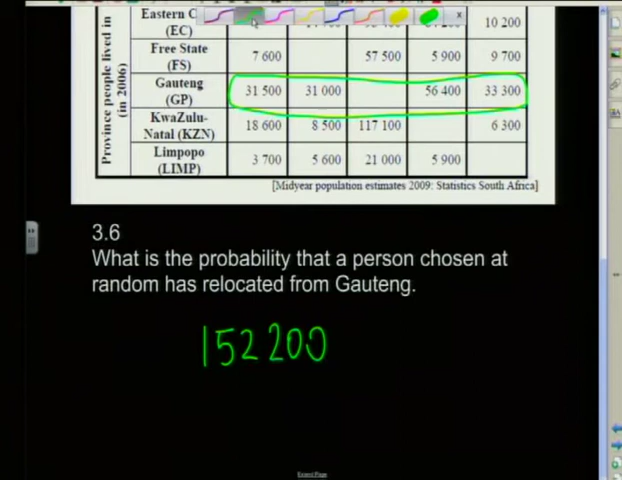 Province people lived in
(in 2006)
Eastern C
(EC)
10 200
Free State
(FS)
7 600
57 500
5 900
9 700
Gauteng
(GP)
31 500
31 000
56 400
33 300
KwaZulu-
Natal (KZN)
18 600
8 500
117 100
6 300
Limpopo
(LIMP)
3 700
5 600
21 000
5 900
[Midyear population estimates 2009: Statistics South Africa]
3.6
What is the probability that a person chosen at
random has relocated from Gauteng.
152 200
Extend Page